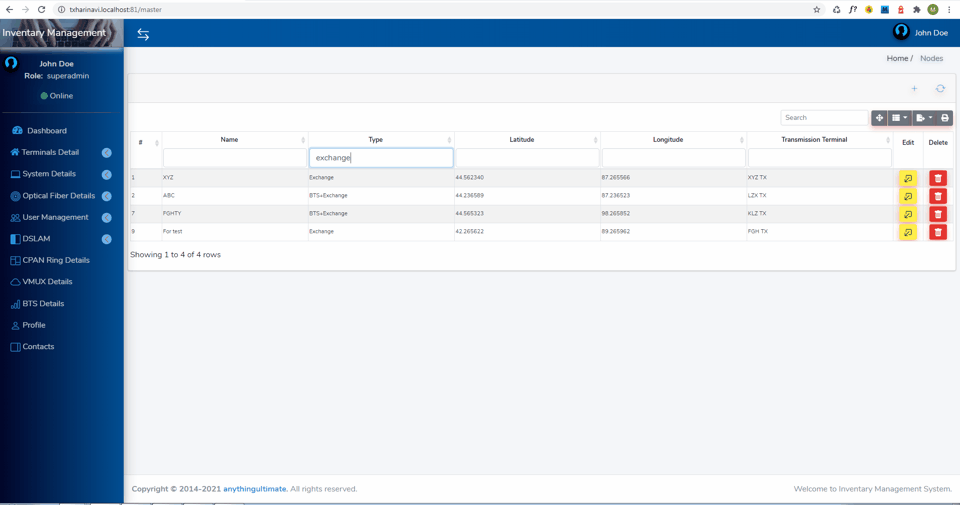 txharinavi.localhost:81/master
M
Inventory Management
John Doe
John Doe
Role: superadmin
Online
Home / Nodes
Dashboard
Terminals Detail
System Details
Optical Fiber Details
User Management
DSLAM
CPAN Ring Details
VMUX Details
BTS Details
Profile
Contacts
+
Search
# Name Type Latitude Longitude Transmission Terminal Edit Delete
exchange
1 XYZ Exchange 44.562340 87.265566 XYZ TX
2 ABC BTS+Exchange 44.236589 87.236523 LZX TX
7 FGHTY BTS+Exchange 44.565323 98.265852 KLZ TX
9 For test Exchange 42.265622 89.265962 FGH TX
Showing 1 to 4 of 4 rows
Copyright © 2014-2021 anythingultimate. All rights reserved.
Welcome to Inventory Management System.